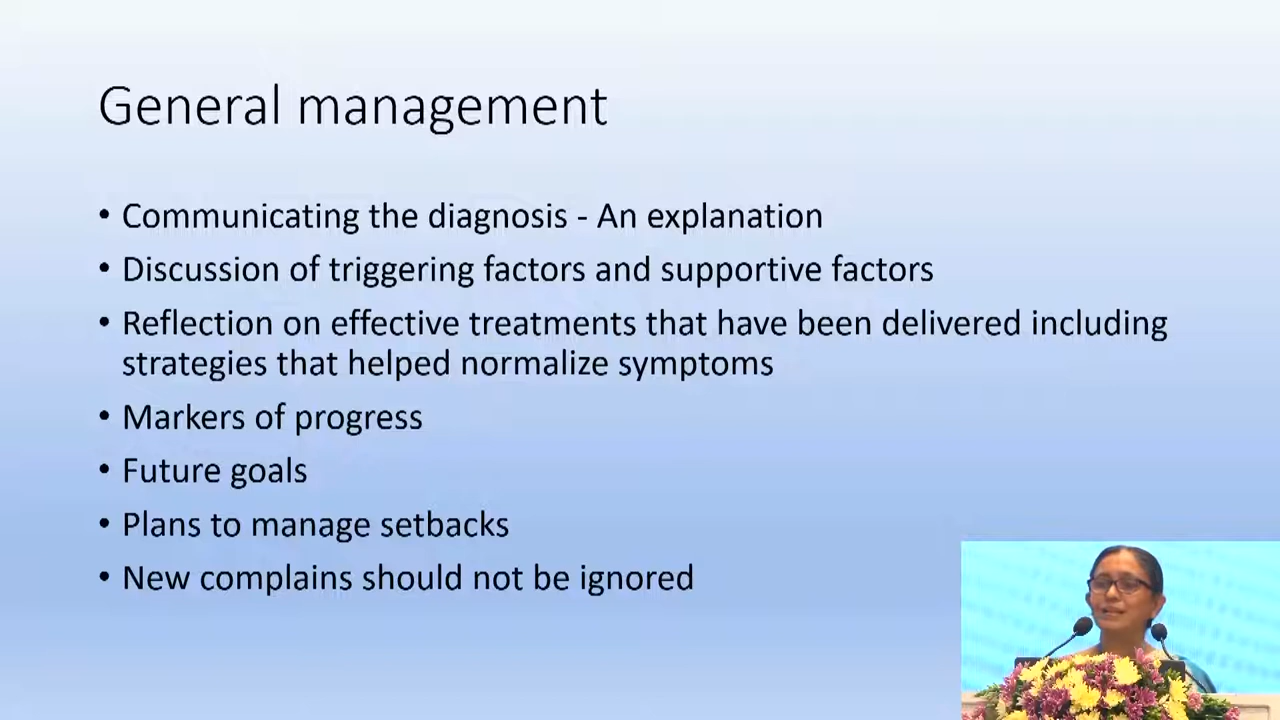 General management
• Communicating the diagnosis - An explanation
• Discussion of triggering factors and supportive factors
• Reflection on effective treatments that have been delivered including
strategies that helped normalize symptoms
• Markers of progress
• Future goals
• Plans to manage setbacks
• New complains should not be ignored